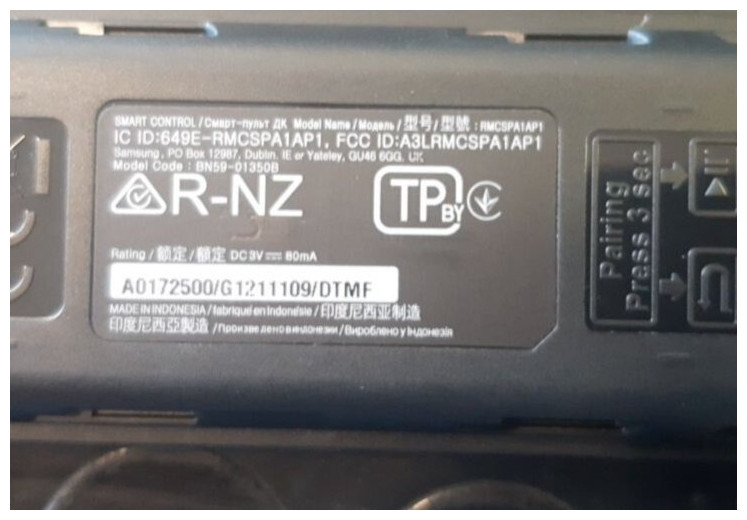 SMART CONTROL / Смарт-пульт ДК Model Name / Модель / 型号 / 型號 : RMCSPA1AP1
IC ID:649E-RMCSPA1AP1, FCC ID:A3LRMCSPA1AP1
Samsung, PO Box 12987, Dublin. IE or Yateley, GU46 6GG. UK
Model Code : BN59-01350B
R-NZ
TP BY
Rating / 额定 / 額定 DC 3V ⎓ 80mA
A0172500/G1211109/DTMF
MADE IN INDONESIA / fabriqué en Indonésie / 印度尼西亚制造
印度尼西亞製造 / Произведено в Индонезии / Вироблено у Індонезія
Pairing
Press 3 sec